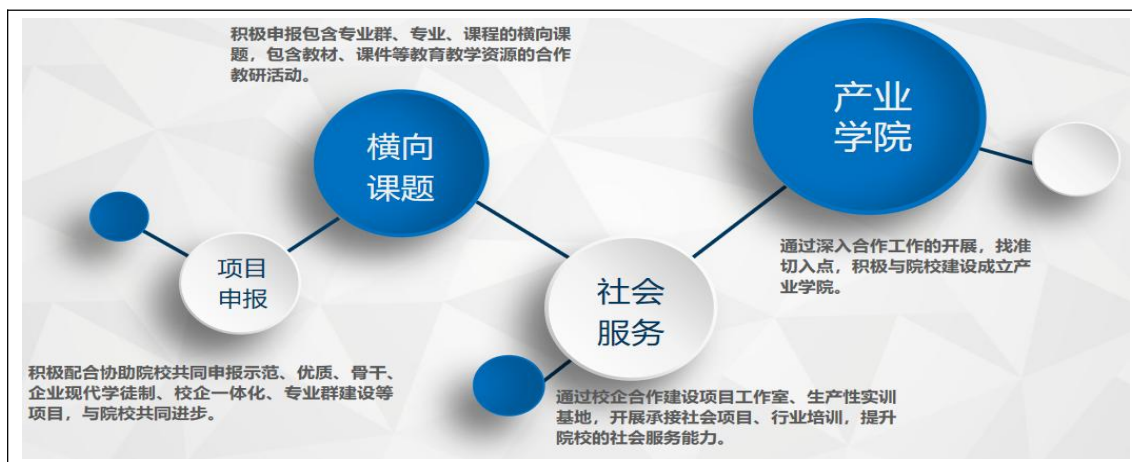 积极申报包含专业群、专业、课程的横向课
题，包含教材、课件等教育教学资源的合作
教研活动。
横向
课题
产业
学院
项目
申报
社会
服务
通过深入合作工作的开展，找准
切入点，积极与院校建设成立产
业学院。
积极配合协助院校共同申报示范、优质、骨干、
企业现代学徒制、校企一体化、专业群建设等
项目，与院校共同进步。
通过校企合作建设项目工作室、生产性实训
基地，开展承接社会项目、行业培训，提升
院校的社会服务能力。